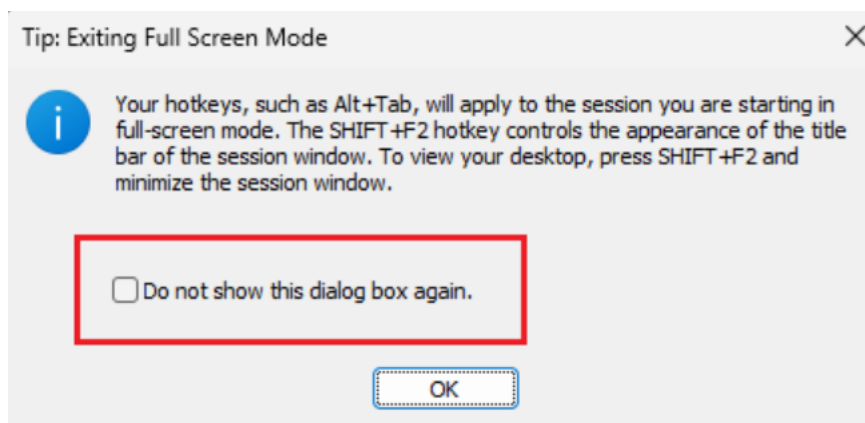 Tip: Exiting Full Screen Mode
Your hotkeys, such as Alt+Tab, will apply to the session you are starting in
full-screen mode. The SHIFT+F2 hotkey controls the appearance of the title
bar of the session window. To view your desktop, press SHIFT+F2 and
minimize the session window.
Do not show this dialog box again.
OK